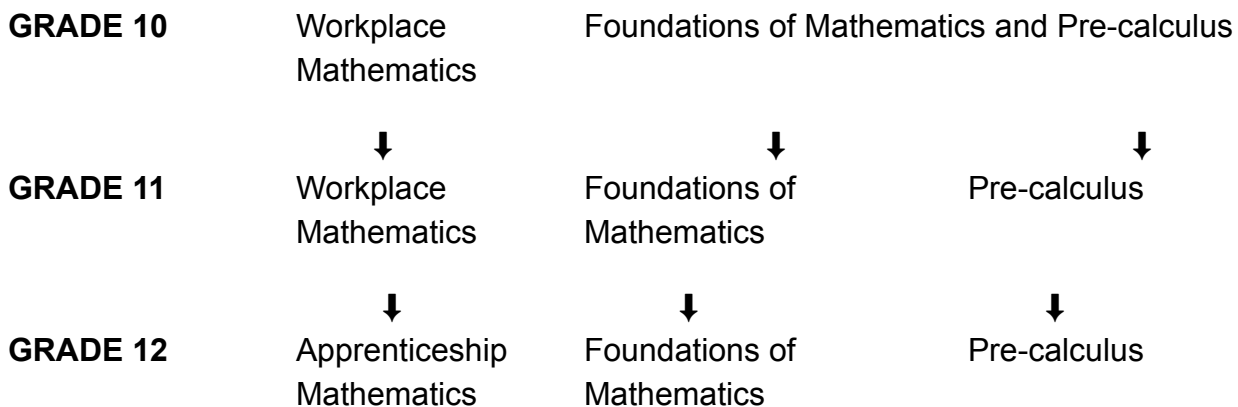 GRADE 10 Workplace Foundations of Mathematics and Pre-calculus
Mathematics
⬇ ⬇ ⬇
GRADE 11 Workplace Foundations of Pre-calculus
Mathematics Mathematics
⬇ ⬇ ⬇
GRADE 12 Apprenticeship Foundations of Pre-calculus
Mathematics Mathematics